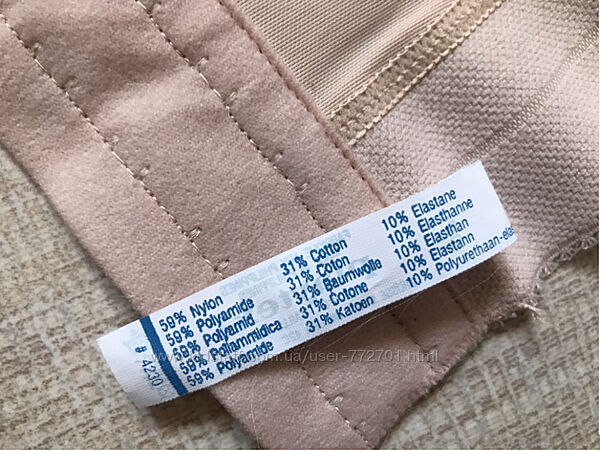 59% Nylon 31% Cotton 10% Elastane
59% Polyamide 31% Coton 10% Elasthanne
59% Polyamid 31% Baumwolle 10% Elasthan
59% Poliammidica 31% Cotone 10% Elastann
59% Polyamide 31% Katoen 10% Polyurethaan-elas
# 4230